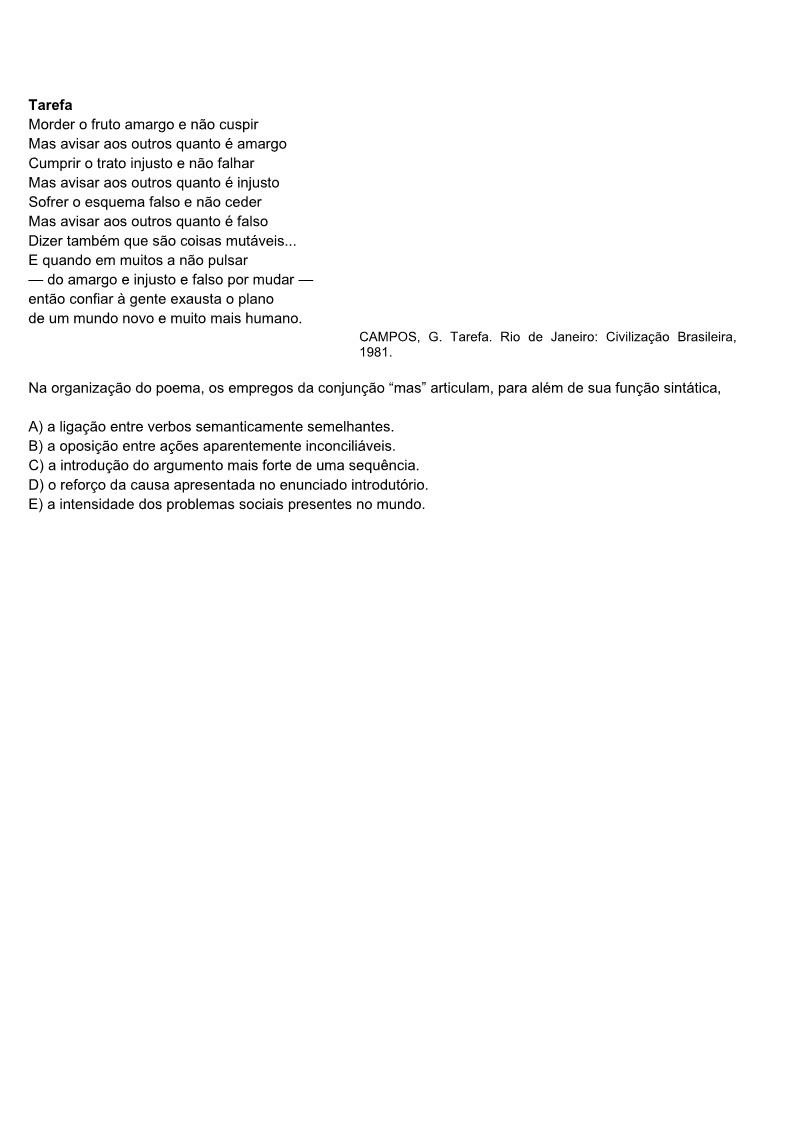 Tarefa
Morder o fruto amargo e não cuspir
Mas avisar aos outros quanto é amargo
Cumprir o trato injusto e não falhar
Mas avisar aos outros quanto é injusto
Sofrer o esquema falso e não ceder
Mas avisar aos outros quanto é falso
Dizer também que são coisas mutáveis...
E quando em muitos a não pulsar
— do amargo e injusto e falso por mudar —
então confiar à gente exausta o plano
de um mundo novo e muito mais humano.
CAMPOS, G. Tarefa. Rio de Janeiro: Civilização Brasileira,
1981.
Na organização do poema, os empregos da conjunção “mas” articulam, para além de sua função sintática,
A) a ligação entre verbos semanticamente semelhantes.
B) a oposição entre ações aparentemente inconciliáveis.
C) a introdução do argumento mais forte de uma sequência.
D) o reforço da causa apresentada no enunciado introdutório.
E) a intensidade dos problemas sociais presentes no mundo.